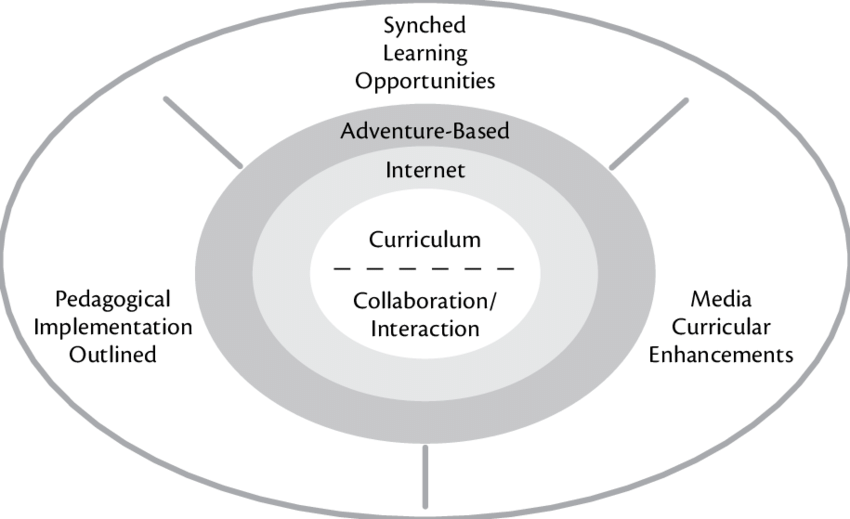 Synched
Learning
Opportunities
Adventure-Based
Internet
Curriculum
Collaboration/
Interaction
Pedagogical
Implementation
Outlined
Media
Curricular
Enhancements